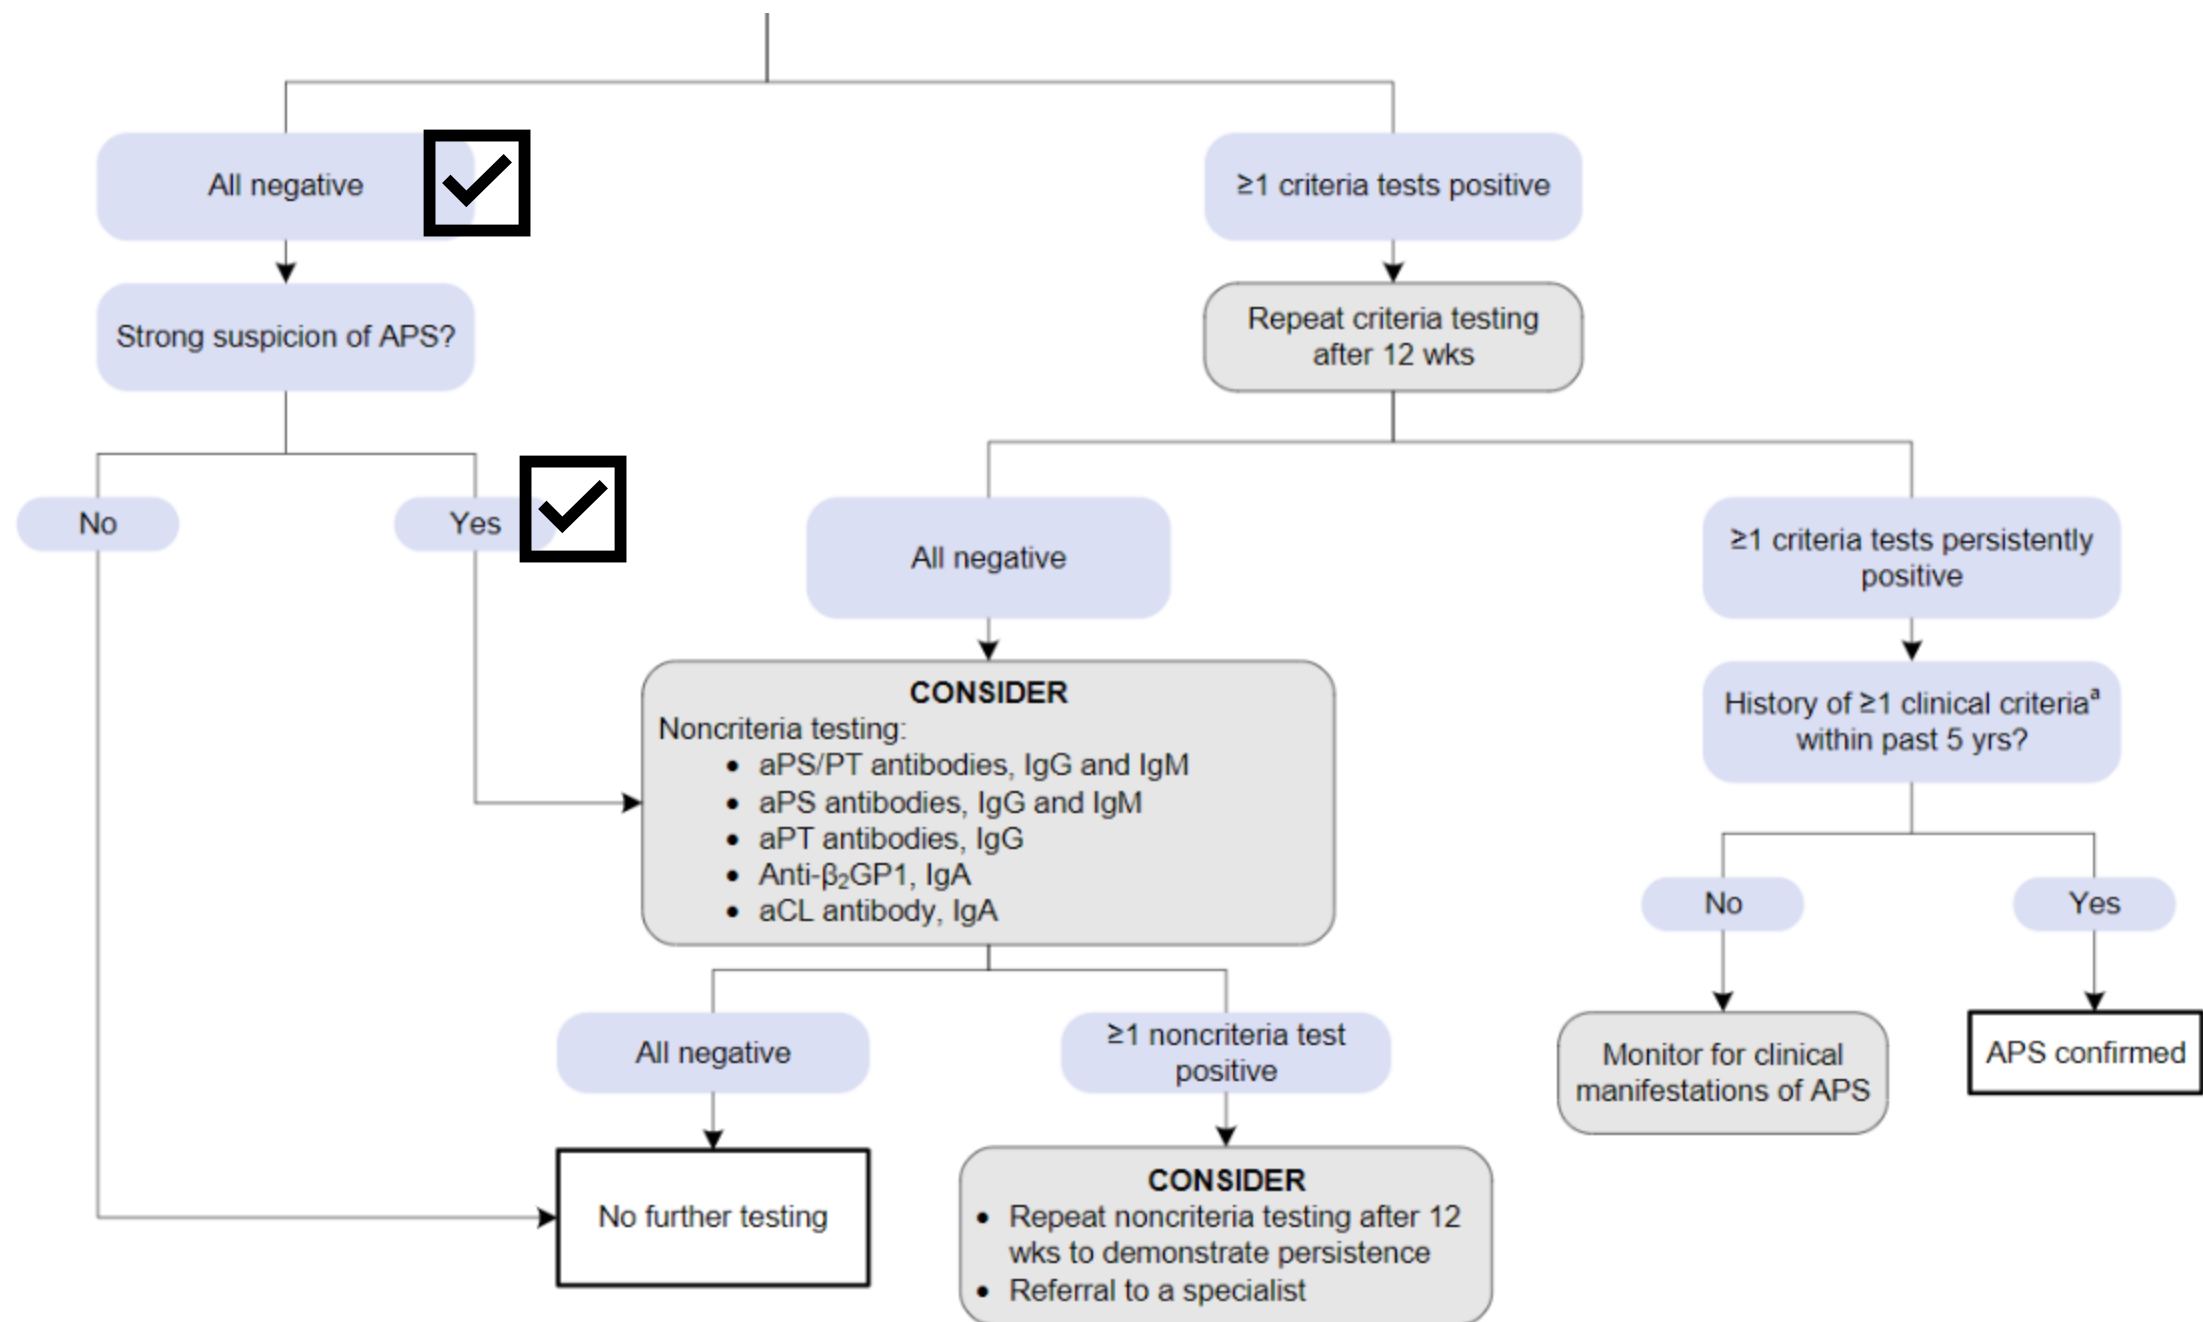 All negative
≥1 criteria tests positive
Strong suspicion of APS?
Repeat criteria testing
after 12 wks
No
Yes
All negative
≥1 criteria tests persistently
positive
CONSIDER
Noncriteria testing:
• aPS/PT antibodies, IgG and IgM
• aPS antibodies, IgG and IgM
• aPT antibodies, IgG
• Anti-β₂GP1, IgA
• aCL antibody, IgA
History of ≥1 clinical criteriaᵃ
within past 5 yrs?
No
Yes
All negative
≥1 noncriteria test
positive
Monitor for clinical
manifestations of APS
APS confirmed
No further testing
CONSIDER
• Repeat noncriteria testing after 12
wks to demonstrate persistence
• Referral to a specialist